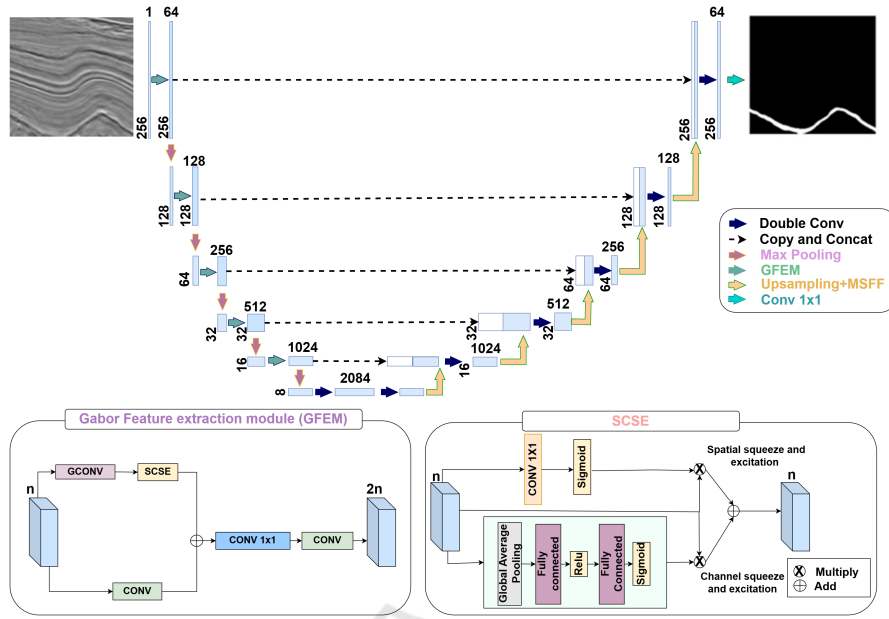 1 64
256
256
64
256
256
128
128
128
128
128
128
256
64
256
64
64
512
32
32
512
32
32
1024
16
1024
16
2084
8
Double Conv
Copy and Concat
Max Pooling
GFEM
Upsampling+MSFF
Conv 1x1
Gabor Feature extraction module (GFEM)
n
GCONV
SCSE
2n
CONV 1x1
CONV
CONV
SCSE
n
CONV 1X1
Sigmoid
Spatial squeeze and
excitation
n
Global Average
Pooling
Fully
connected
Relu
Fully
Connected
Sigmoid
Channel squeeze
and excitation
Multiply
Add